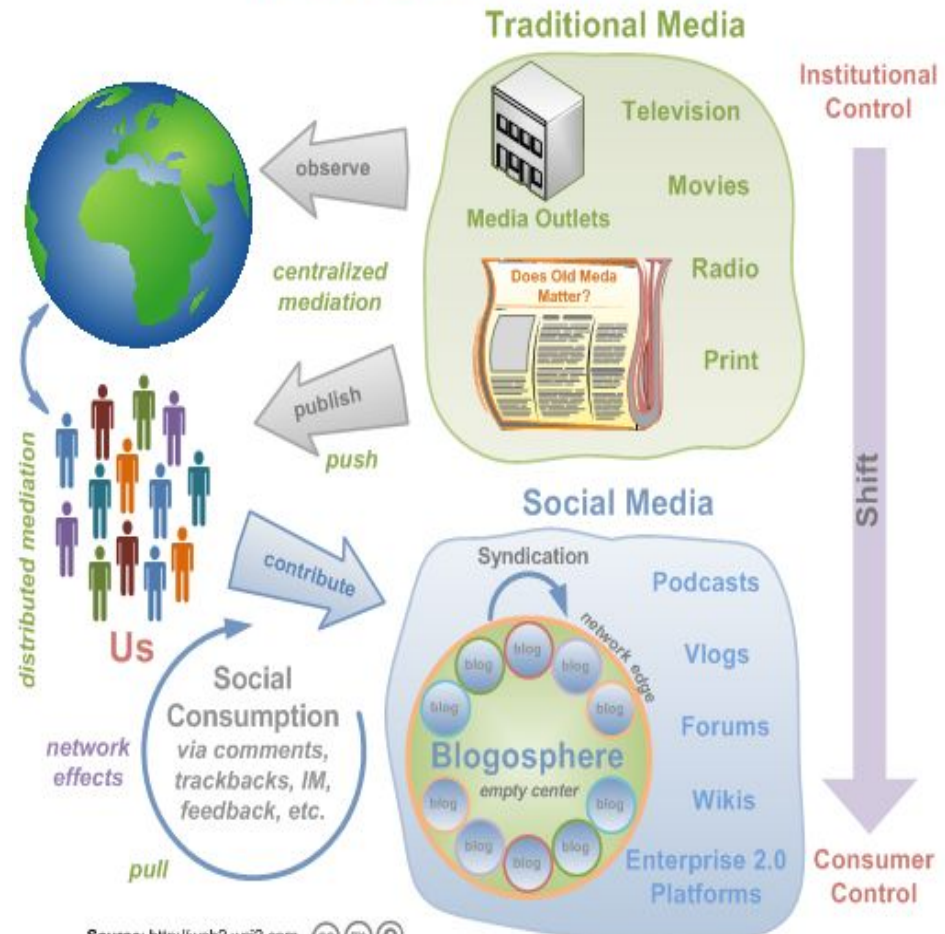 Traditional Media
Institutional
Control
Television
Movies
Media Outlets
Radio
Does Old Meda
Matter?
Print
observe
centralized
mediation
publish
push
distributed mediation
Us
Shift
Social Media
contribute
Syndication
network edge
Podcasts
Vlogs
Forums
Wikis
Enterprise 2.0
Platforms
blog
blog
blog
blog
blog
Blogosphere
empty center
blog
blog
blog
blog
blog
Social
Consumption
via comments,
trackbacks, IM,
feedback, etc.
network
effects
pull
Consumer
Control